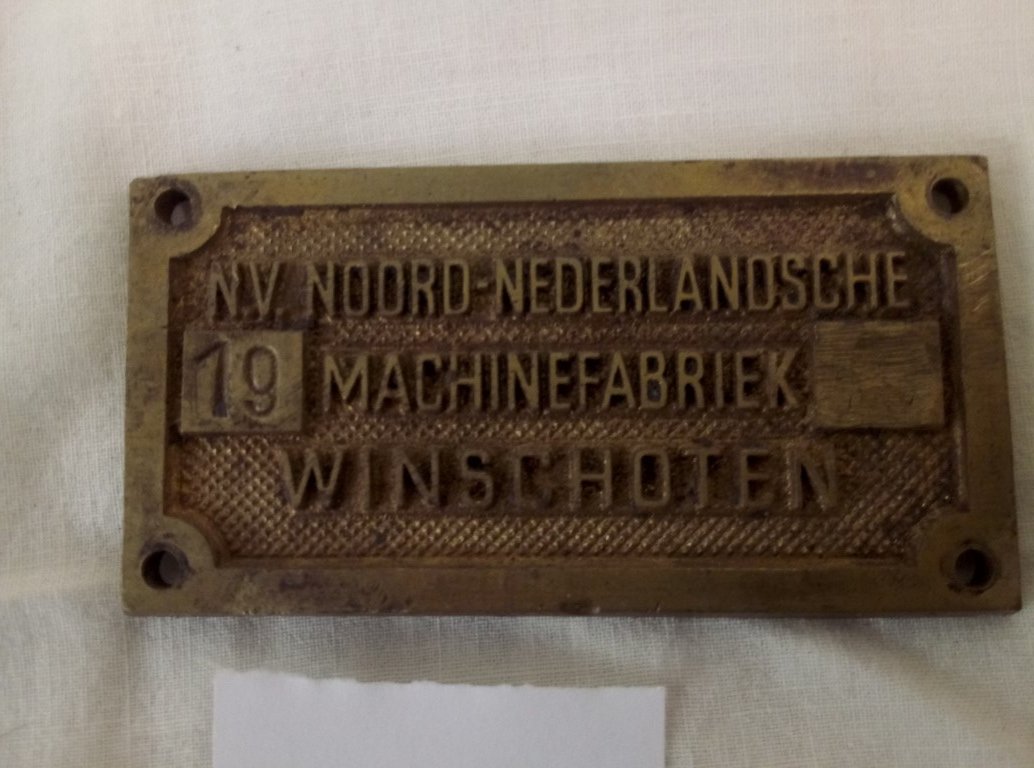 N.V. NOORD-NEDERLANDSCHE
19 MACHINEFABRIEK
WINSCHOTEN